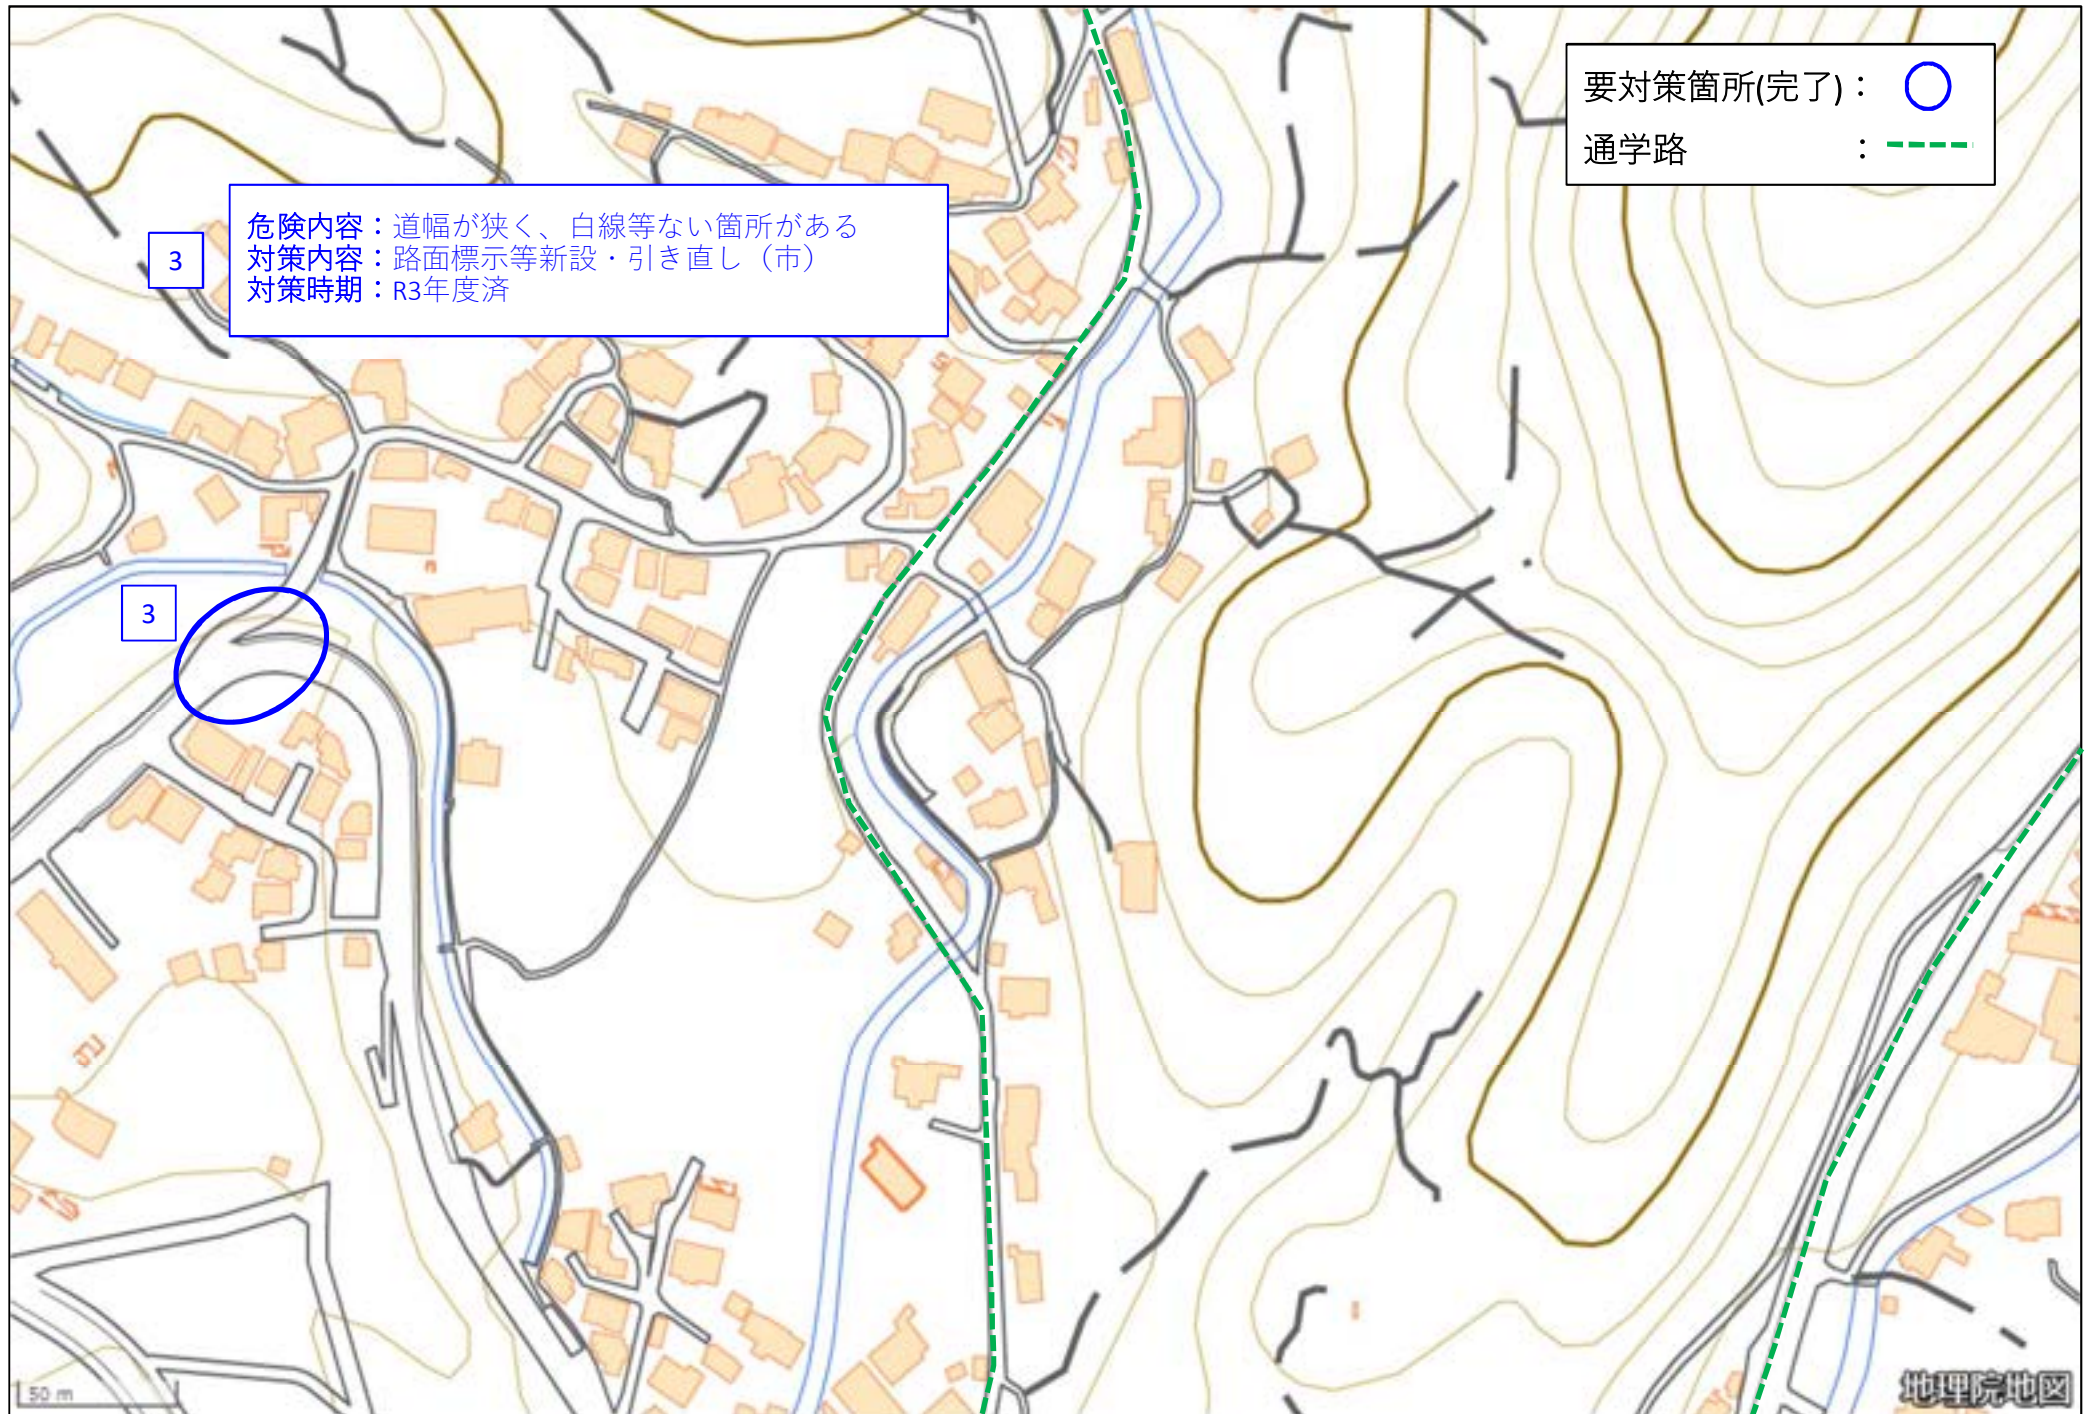 要対策箇所(完了)：
通学路　：
3
危険内容：道幅が狭く、白線等ない箇所がある
対策内容：路面標示等新設・引き直し（市）
対策時期：R3年度済
3
50 m
地理院地図